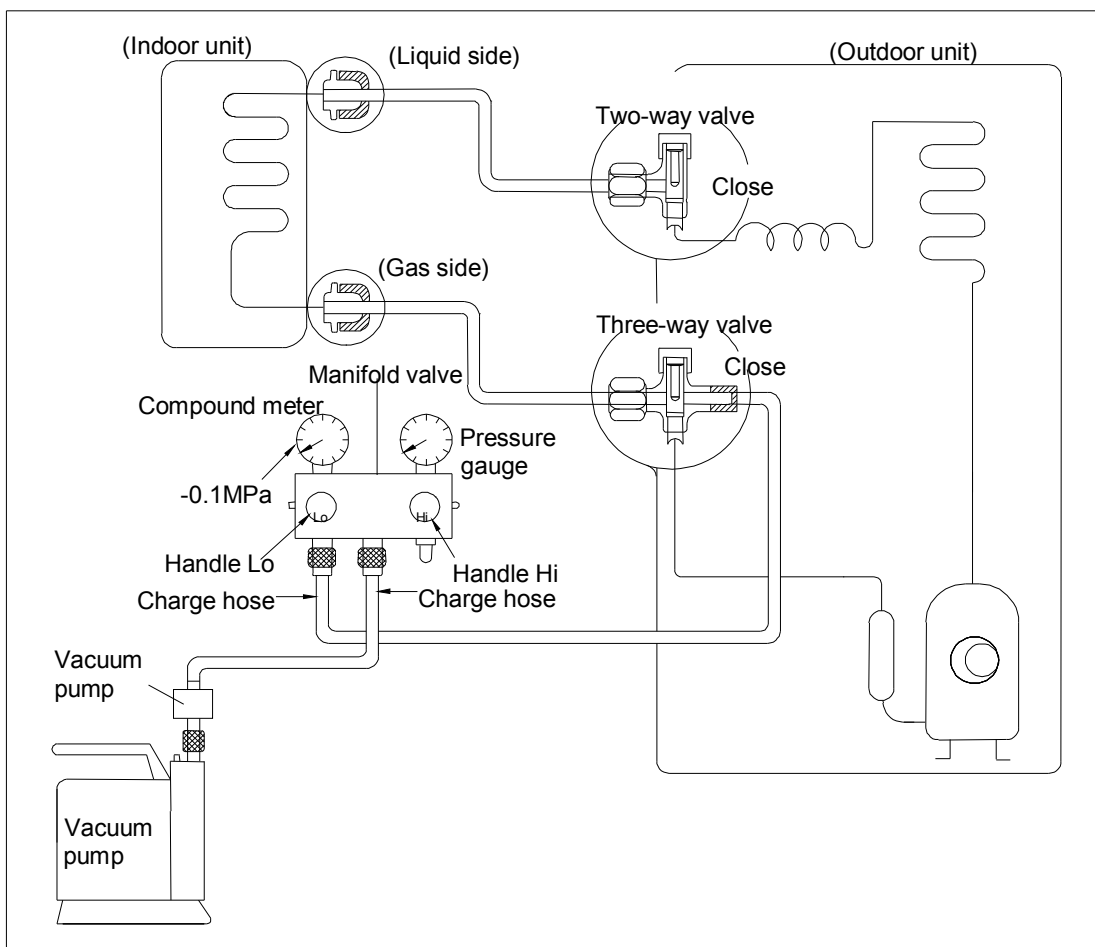 (Indoor unit)
(Liquid side)
(Outdoor unit)
Two-way valve
Close
(Gas side)
Three-way valve
Close
Manifold valve
Compound meter
Pressure
gauge
-0.1MPa
Lo
Hi
Handle Lo
Handle Hi
Charge hose
Charge hose
Vacuum
pump
Vacuum
pump